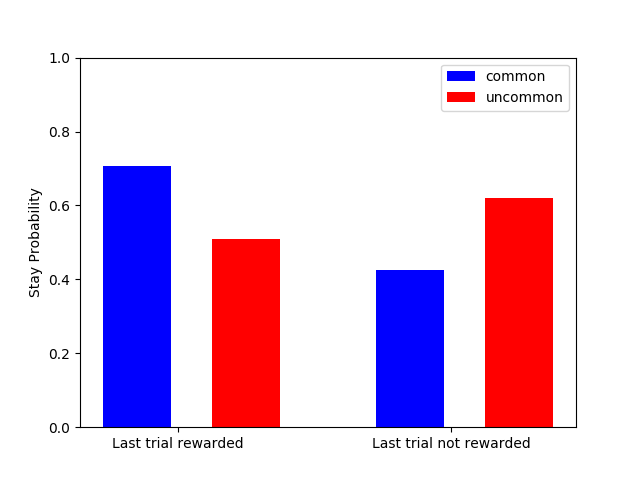 common
uncommon
Stay Probability
1.0
0.8
0.6
0.4
0.2
0.0
Last trial rewarded
Last trial not rewarded